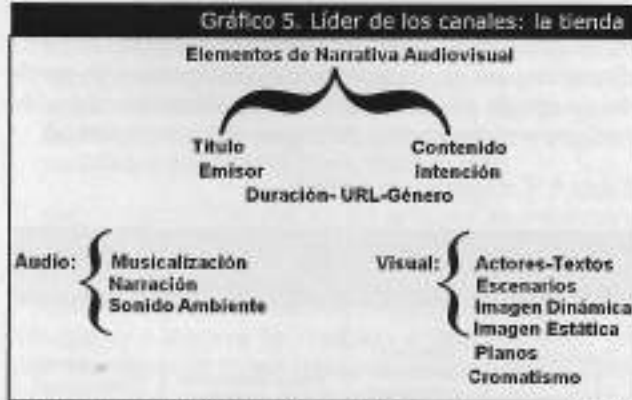 Gráfico 5. Líder de los canales: la tienda
Elementos de Narrativa Audiovisual
Título
Emisor
Contenido
Intención
Duración- URL-Género
Audio:
Musicalización
Narración
Sonido Ambiente
Visual:
Actores-Textos
Escenarios
Imagen Dinámica
Imagen Estática
Planos
Cromatismo